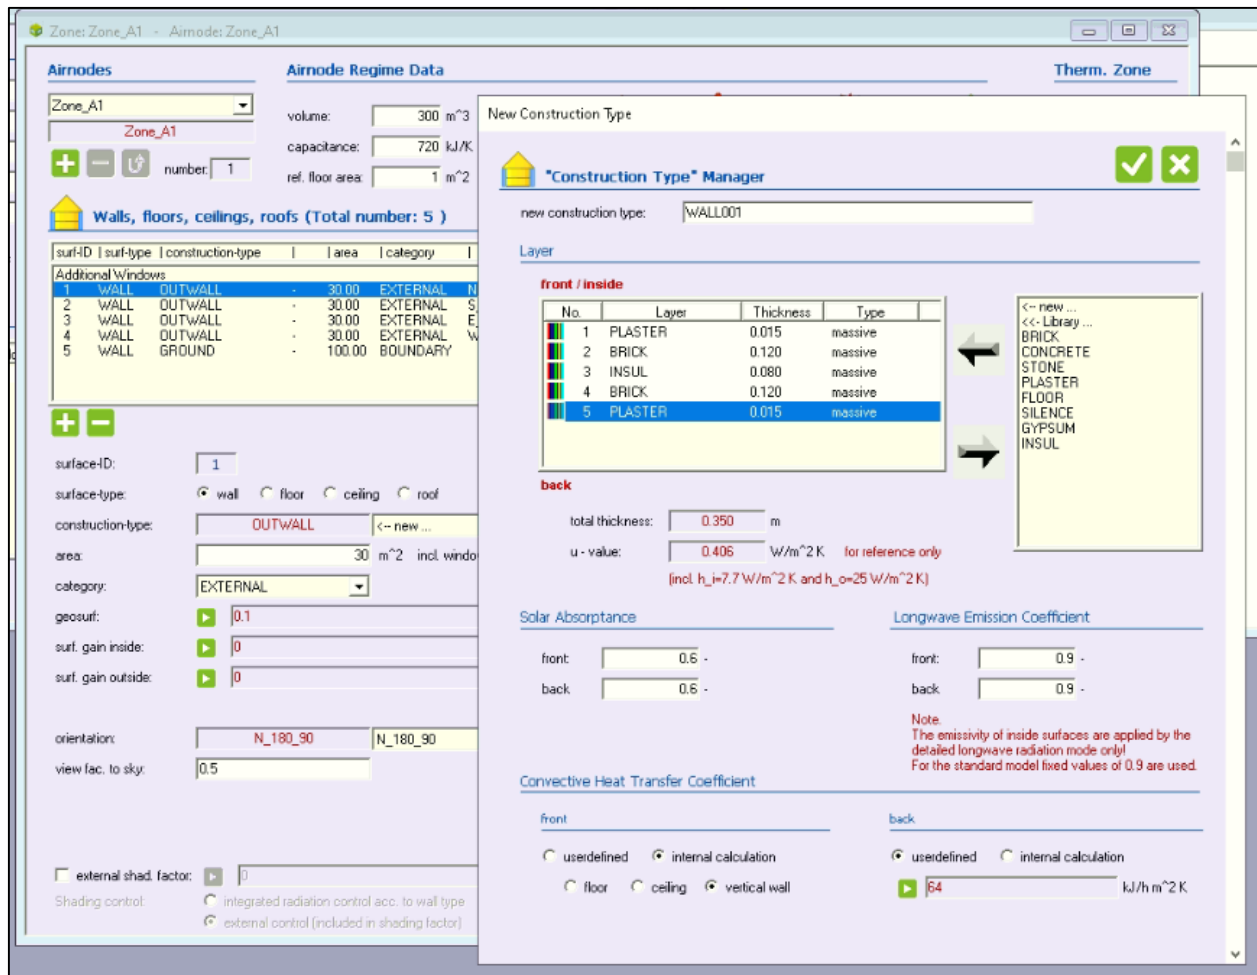 Zone: Zone_A1 - Airnode: Zone_A1
Airnodes
Airnode Regime Data
Therm. Zone
Zone_A1
Zone_A1
number: 1
volume: 300 m^3
capacitance: 720 kJ/K
ref. floor area: 1 m^2
Walls, floors, ceilings, roofs (Total number: 5 )
surf-ID | surf-type | construction-type | | area | category |
Additional Windows
1 WALL OUTWALL - 30.00 EXTERNAL N
2 WALL OUTWALL - 30.00 EXTERNAL S_
3 WALL OUTWALL - 30.00 EXTERNAL E_
4 WALL OUTWALL - 30.00 EXTERNAL W
5 WALL GROUND - 100.00 BOUNDARY
surface-ID: 1
surface-type: wall floor ceiling roof
construction-type: OUTWALL <-- new ...
area: 30 m^2 incl. window
category: EXTERNAL
geosurf: 0.1
surf. gain inside: 0
surf. gain outside: 0
orientation: N_180_90 N_180_90
view fac. to sky: 0.5
external shad. factor: 0
Shading control: integrated radiation control acc. to wall type
external control (included in shading factor)
New Construction Type
"Construction Type" Manager
new construction type: WALL001
Layer
front / inside
No. Layer Thickness Type
1 PLASTER 0.015 massive
2 BRICK 0.120 massive
3 INSUL 0.080 massive
4 BRICK 0.120 massive
5 PLASTER 0.015 massive
back
<-- new ...
<<- Library ...
BRICK
CONCRETE
STONE
PLASTER
FLOOR
SILENCE
GYPSUM
INSUL
total thickness: 0.350 m
u - value: 0.406 W/m^2 K for reference only
(incl. h_i=7.7 W/m^2 K and h_o=25 W/m^2 K)
Solar Absorptance
front: 0.6 -
back 0.6 -
Longwave Emission Coefficient
front: 0.9 -
back 0.9 -
Note.
The emissivity of inside surfaces are applied by the
detailed longwave radiation mode only!
For the standard model fixed values of 0.9 are used.
Convective Heat Transfer Coefficient
front
userdefined internal calculation
floor ceiling vertical wall
back
userdefined internal calculation
64 kJ/h m^2 K